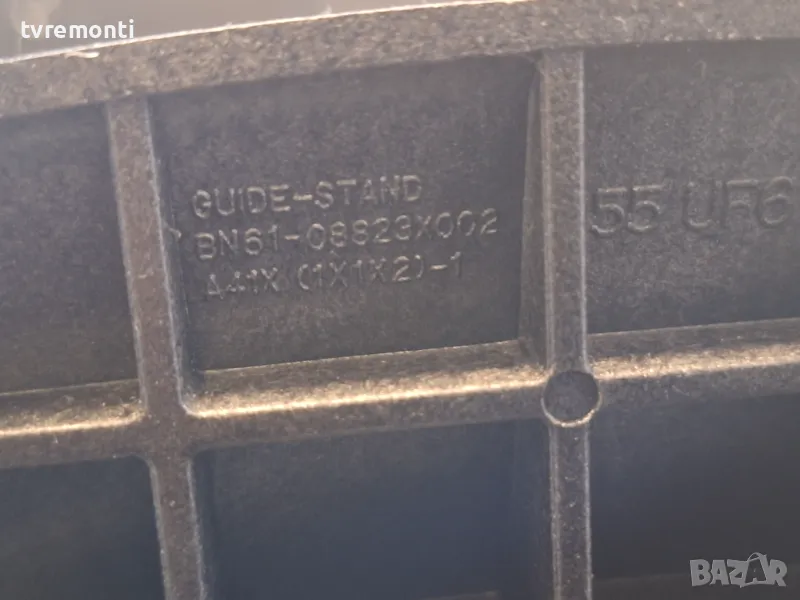 tvremonti
GUIDE-STAND
BN61-08823X002
A41X (1X1X2)-1
55 UF6
BAZAR